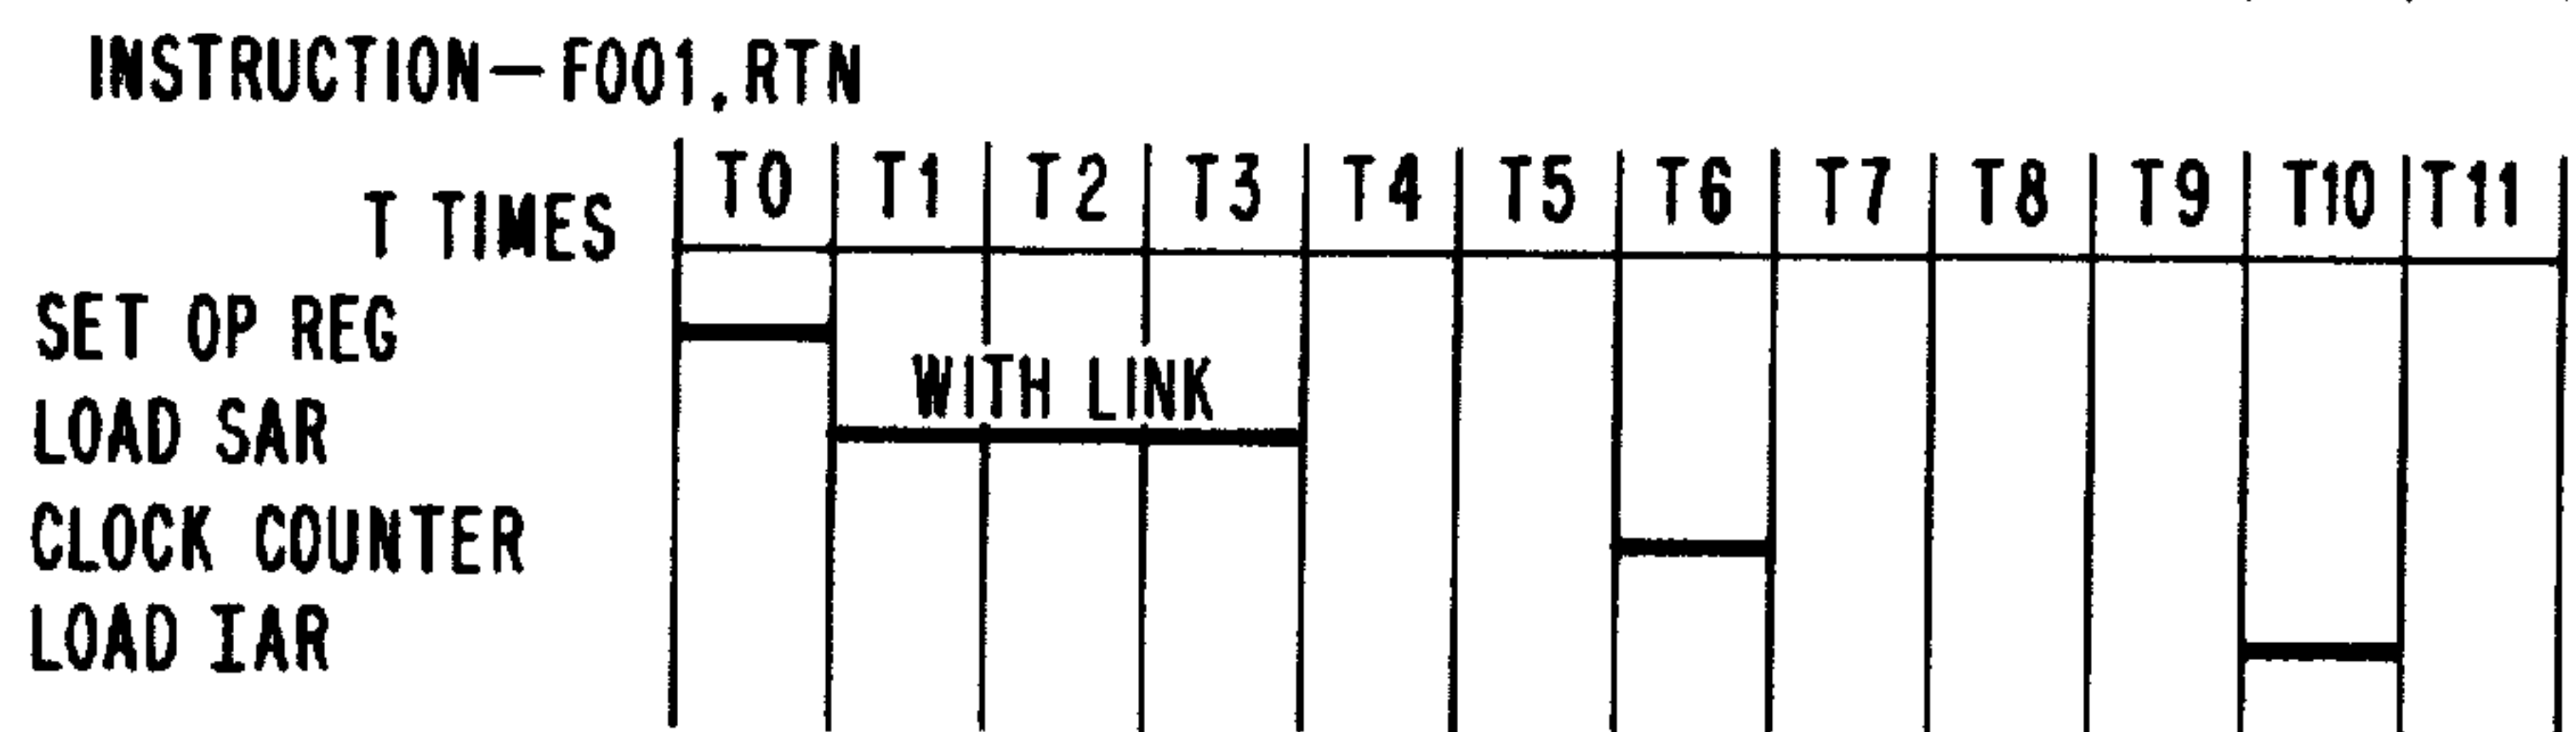 INSTRUCTION—F001.RTN
T TIMES T0 T1 T2 T3 T4 T5 T6 T7 T8 T9 T10 T11
SET OP REG
WITH LINK
LOAD SAR
CLOCK COUNTER
LOAD IAR